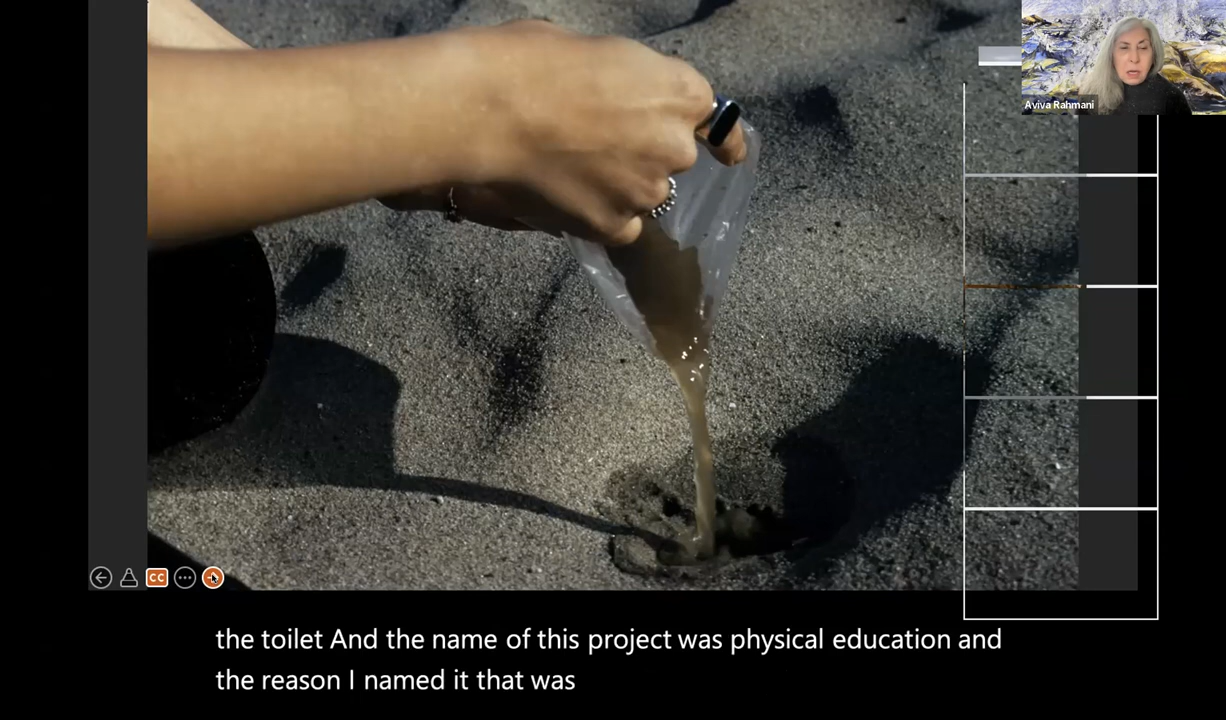 Aviva Rahmani
CC
the toilet And the name of this project was physical education and
the reason I named it that was